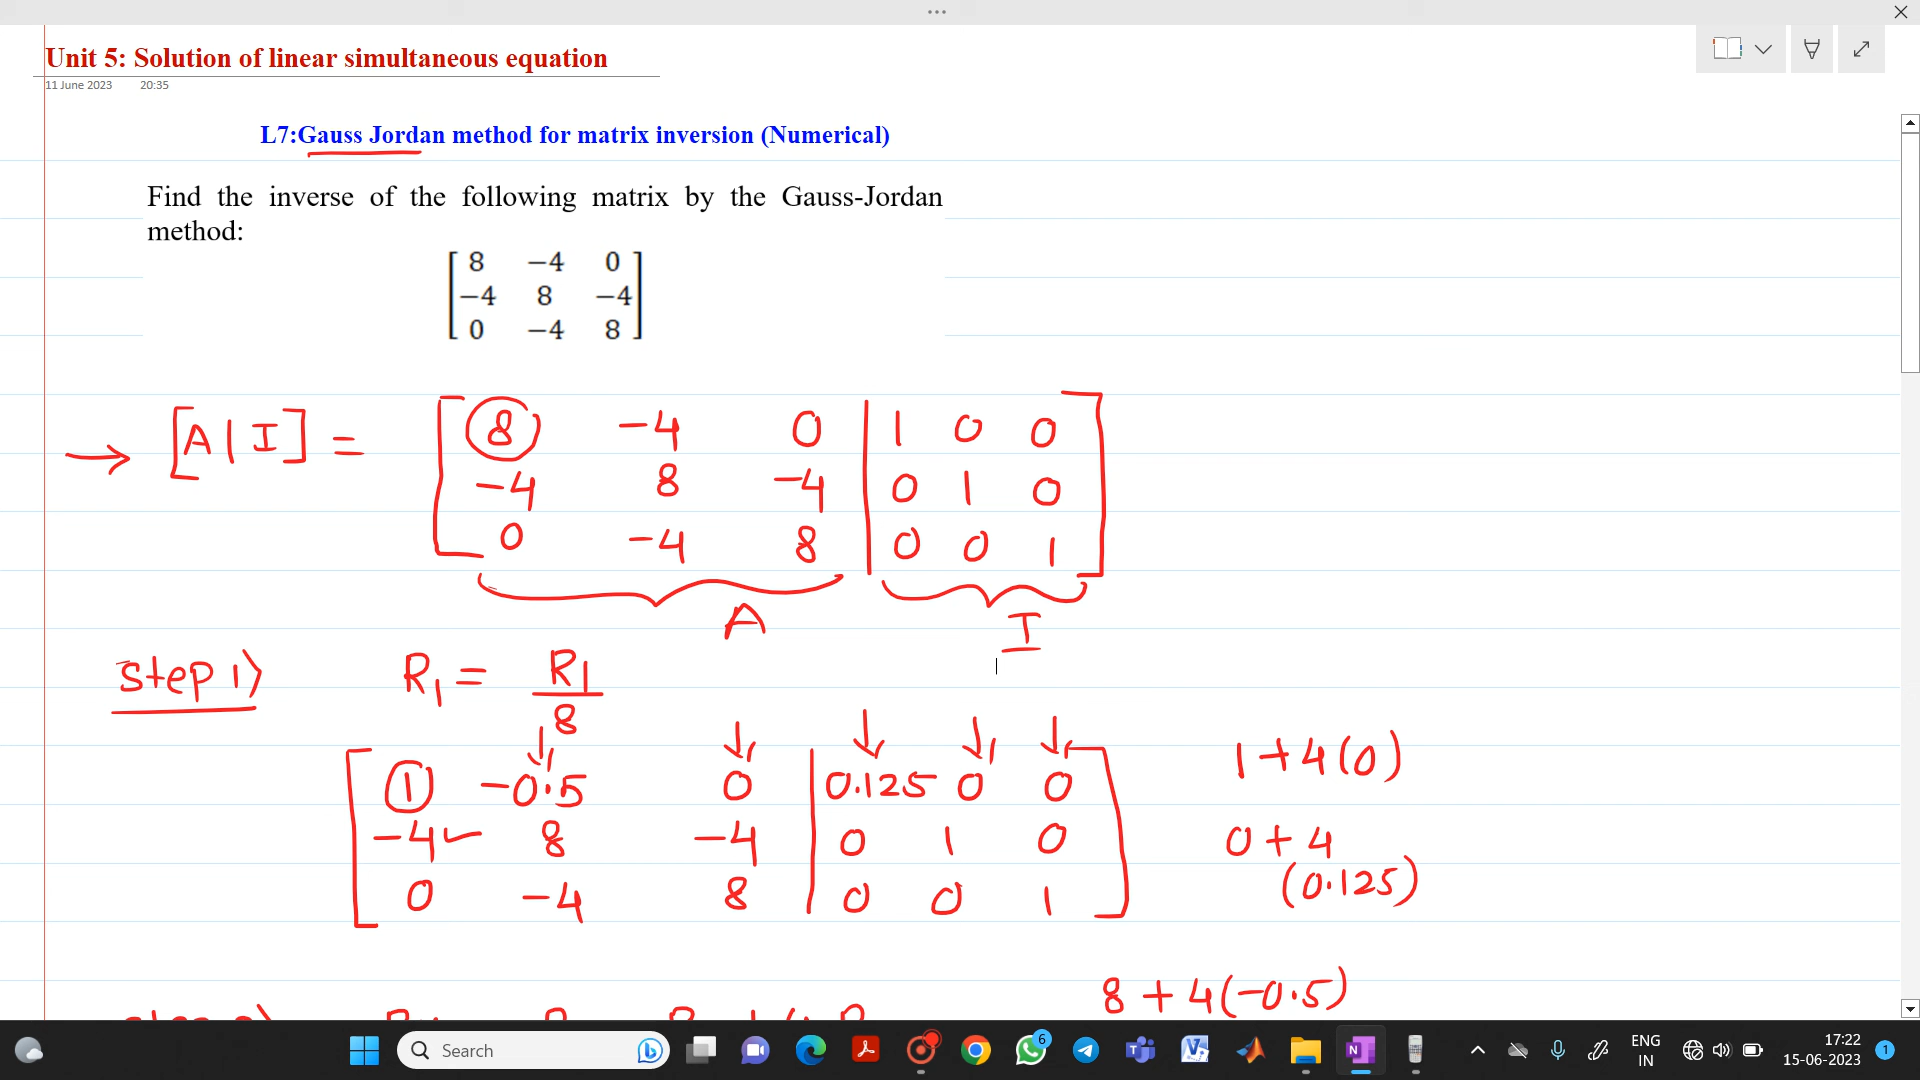 Unit 5: Solution of linear simultaneous equation
11 June 2023 20:35
L7:Gauss Jordan method for matrix inversion (Numerical)
Find the inverse of the following matrix by the Gauss-Jordan
method:
8 −4 0
−4 8 −4
0 −4 8
→ [A | I] = [8 -4 0 | 1 0 0
-4 8 -4 | 0 1 0
0 -4 8 | 0 0 1]
A I
Step 1) R1 = R1/8
[1 -0.5 0 | 0.125 0 0
-4 8 -4 | 0 1 0
0 -4 8 | 0 0 1]
1+4(0)
0+4
(0.125)
8+4(-0.5)
Search
6
ENG
IN
17:22
15-06-2023
1